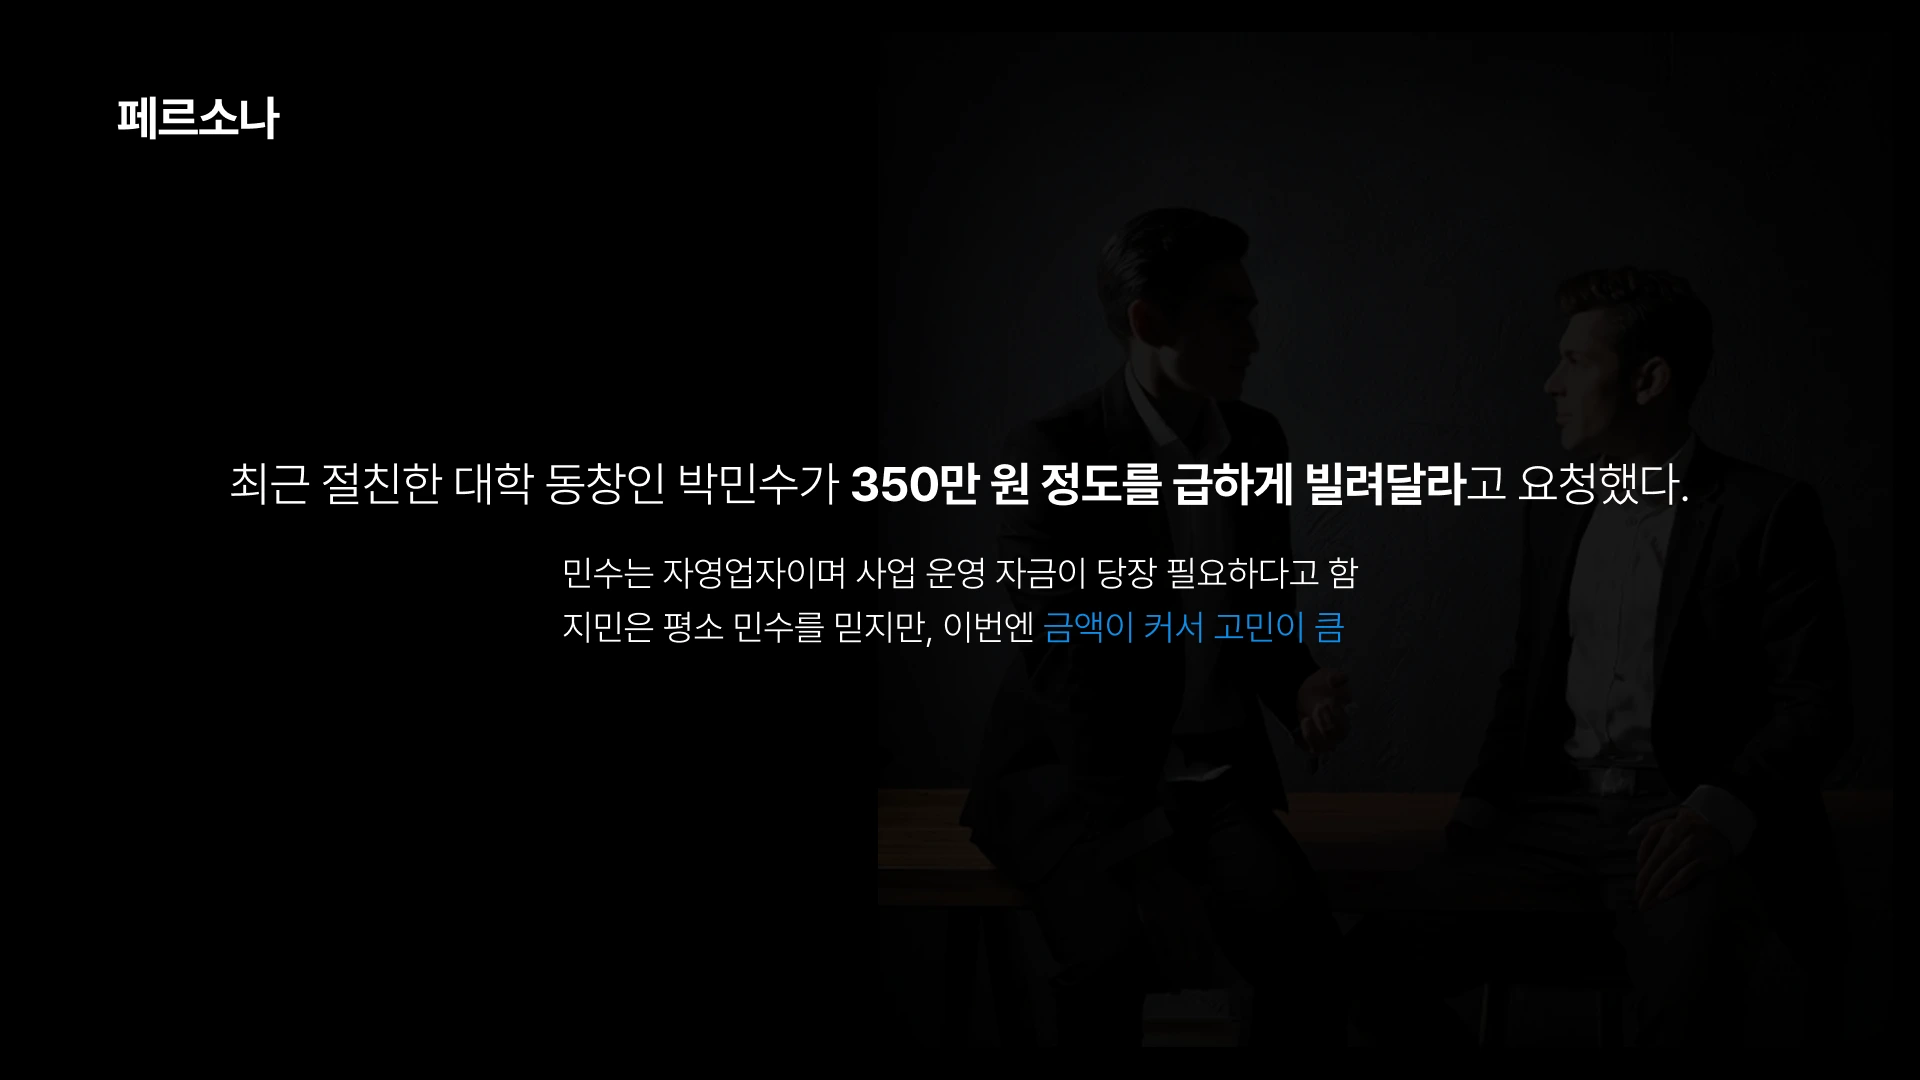 페르소나
최근 절친한 대학 동창인 박민수가 350만 원 정도를 급하게 빌려달라고 요청했다.
민수는 자영업자이며 사업 운영 자금이 당장 필요하다고 함
지민은 평소 민수를 믿지만, 이번엔 금액이 커서 고민이 큼